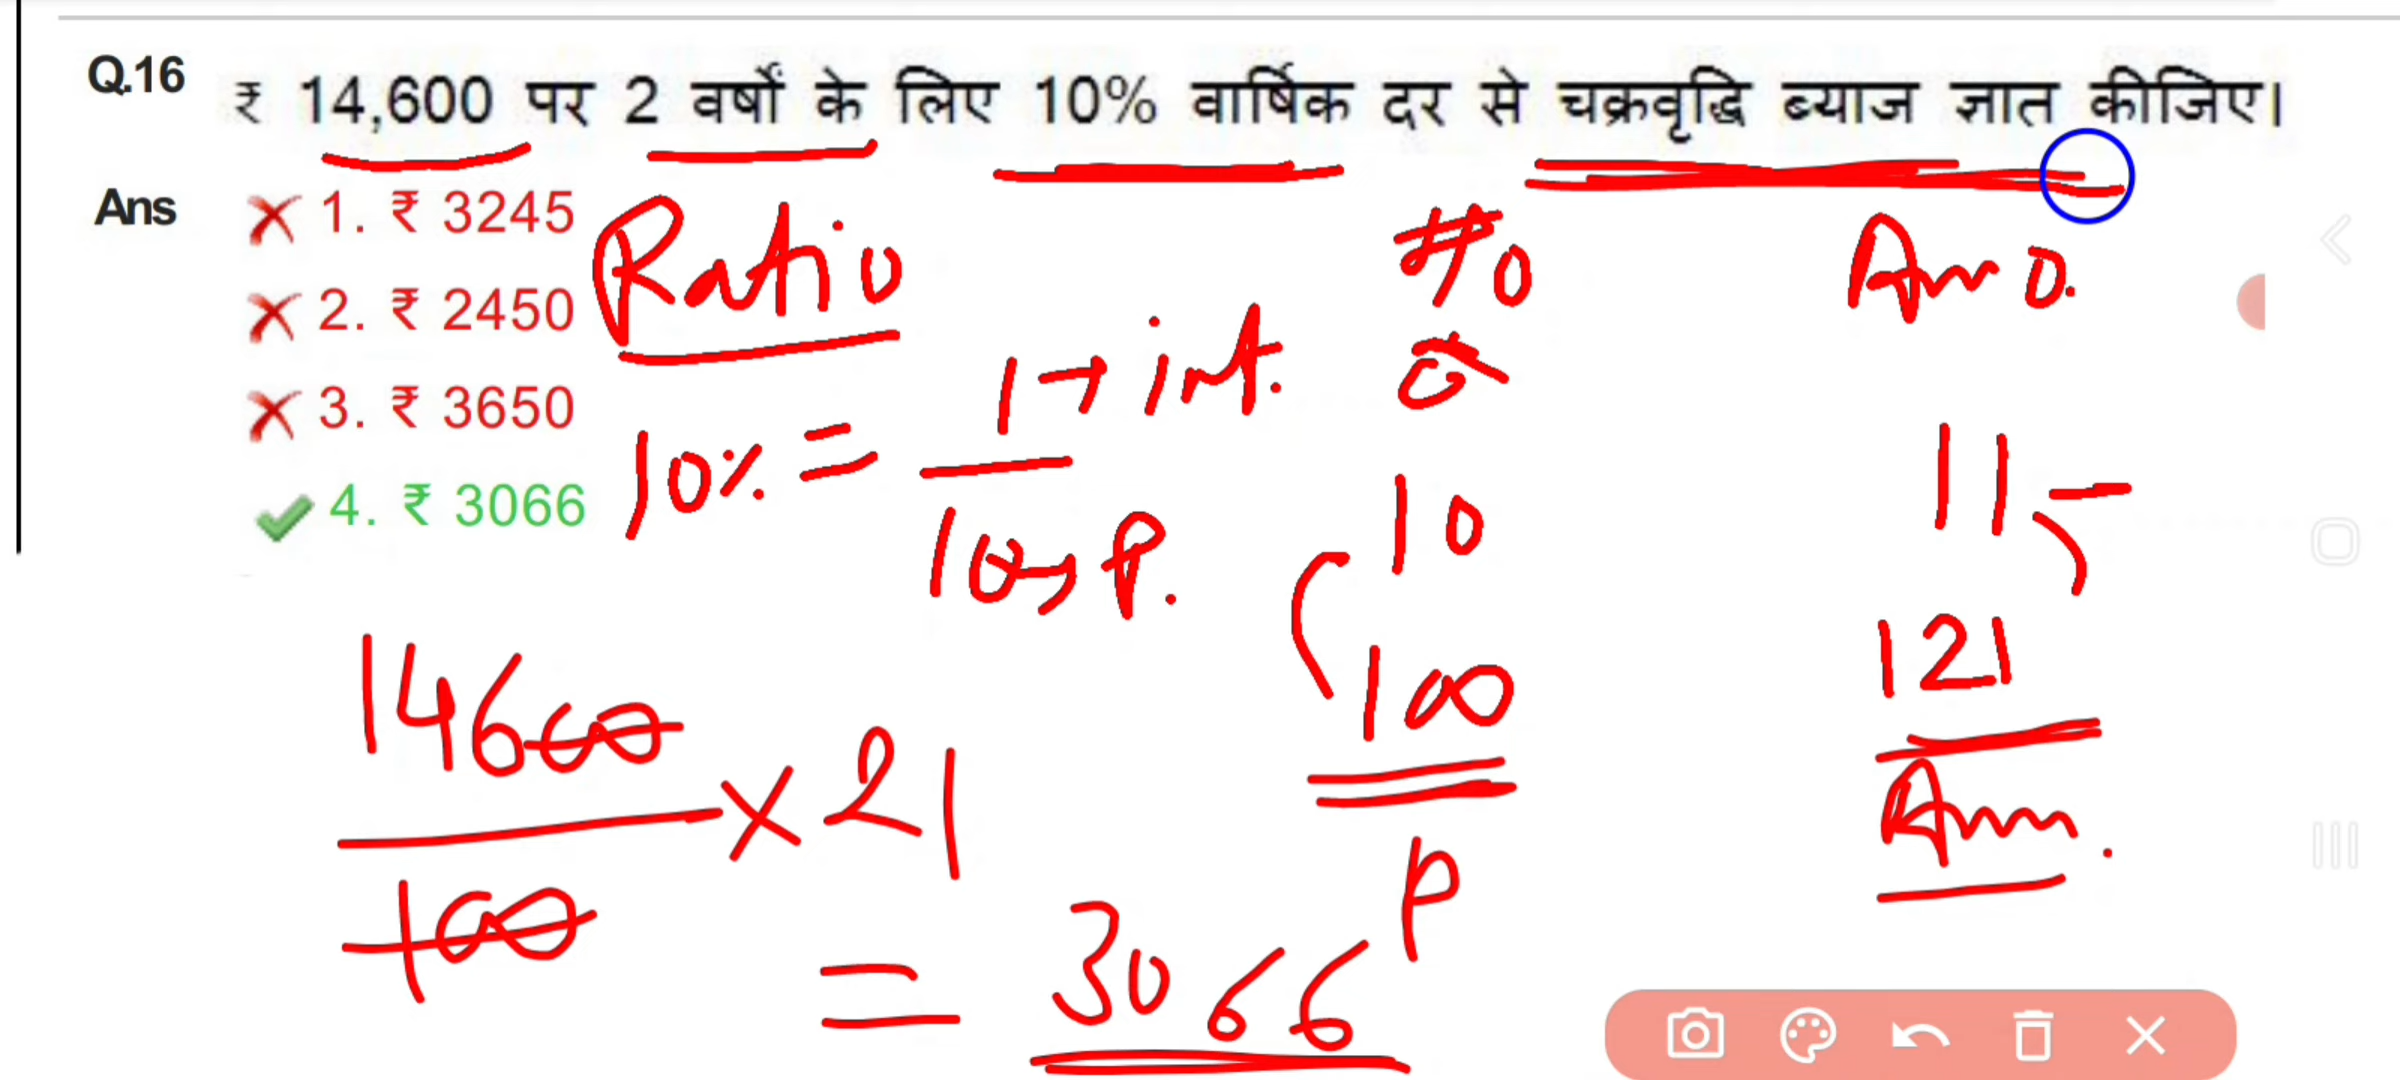 Q.16 ₹ 14,600 पर 2 वर्षों के लिए 10% वार्षिक दर से चक्रवृद्धि ब्याज ज्ञात कीजिए।
Ans 1. ₹ 3245
2. ₹ 2450
3. ₹ 3650
4. ₹ 3066
Ratio
10% = 1 → int.
10 → P.
10 11
100 121
P Am.
14600
100
× 21
= 3066